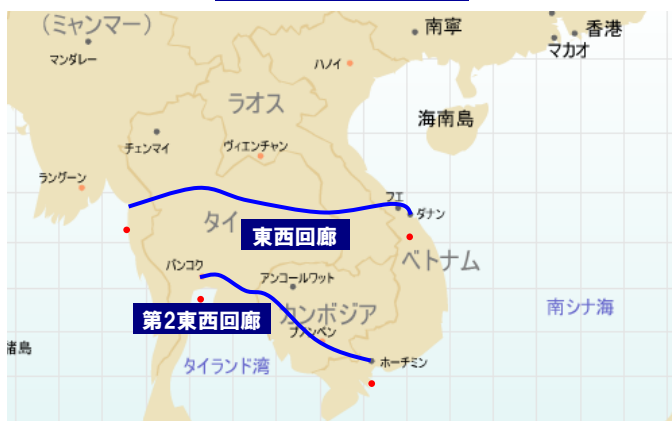 （ミャンマー）
南寧
香港
マンダレー
マカオ
ハノイ
ラオス
海南島
チェンマイ
ヴィエンチャン
ラングーン
フエ
ダナン
タイ
東西回廊
バンコク
ベトナム
アンコールワット
南シナ海
第2東西回廊
カンボジア
プノンペン
諸島
タイランド湾
ホーチミン